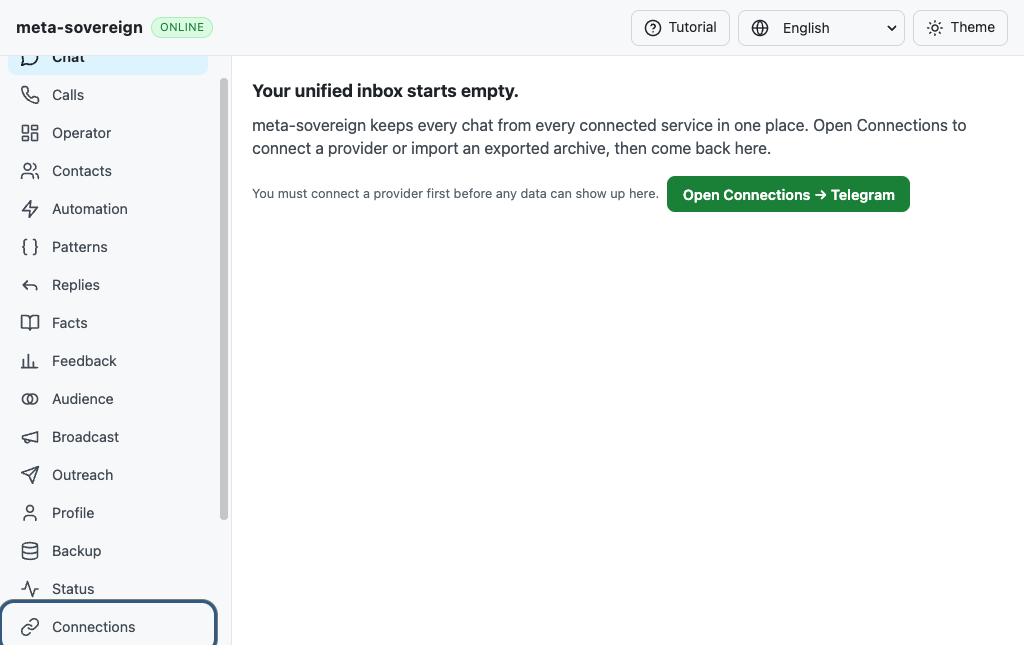 meta-sovereign ONLINE Tutorial English Theme
Chat
Calls
Operator
Contacts
Automation
Patterns
Replies
Facts
Feedback
Audience
Broadcast
Outreach
Profile
Backup
Status
Connections
Your unified inbox starts empty.
meta-sovereign keeps every chat from every connected service in one place. Open Connections to
connect a provider or import an exported archive, then come back here.
You must connect a provider first before any data can show up here. Open Connections → Telegram